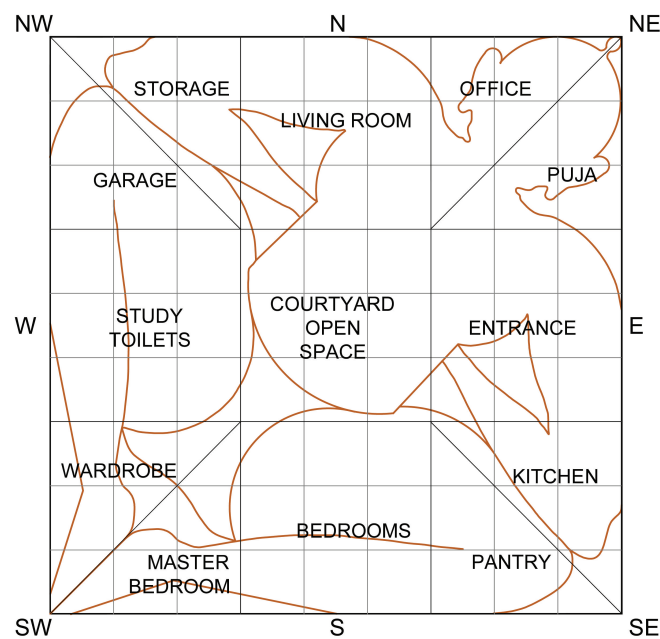 NW N NE
STORAGE OFFICE
LIVING ROOM
GARAGE PUJA
COURTYARD
STUDY OPEN
W ENTRANCE E
TOILETS SPACE
WARDROBE KITCHEN
BEDROOMS
MASTER PANTRY
BEDROOM
SW S SE